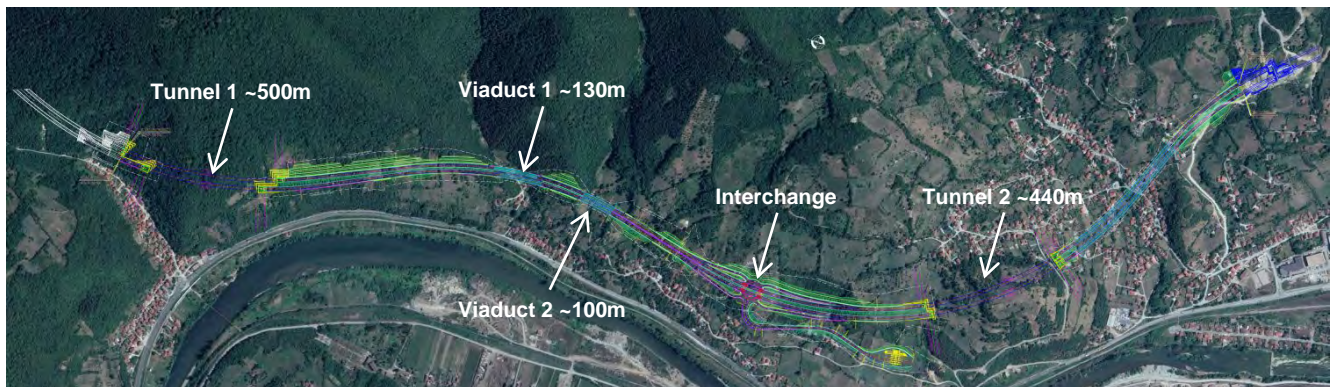 Tunnel 1 ~500m
Viaduct 1 ~130m
Interchange
Tunnel 2 ~440m
Viaduct 2 ~100m